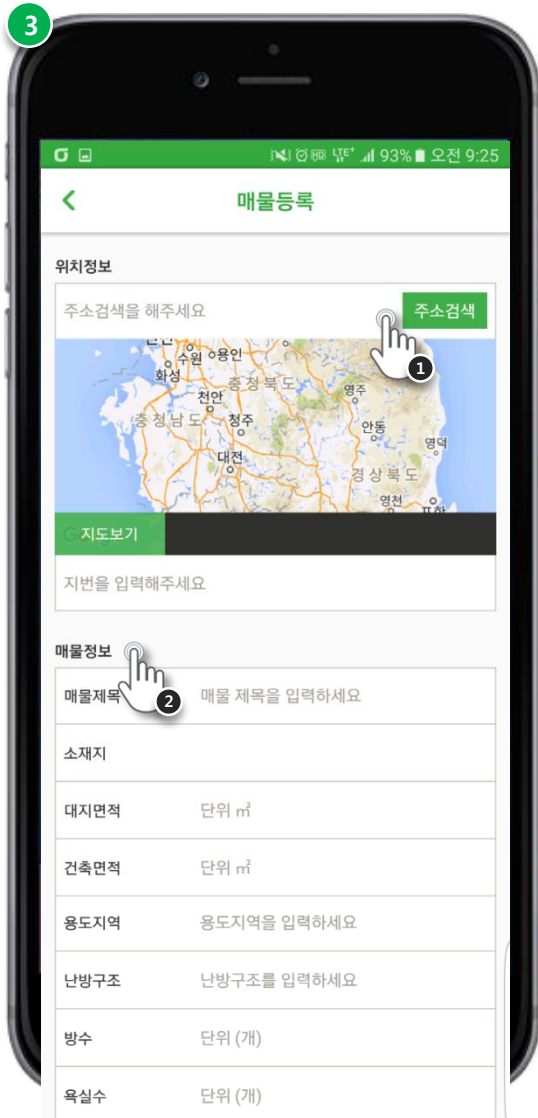 3
HD LTE+ 93% 오전 9:25
매물등록
위치정보
주소검색을 해주세요 주소검색
1
수원 용인
화성
충청북도
영주
천안
충청남도 청주
안동
영덕
대전
경상북도
영천
포항
지도보기
지번을 입력해주세요
매물정보
매물제목 매물 제목을 입력하세요
2
소재지
대지면적 단위 ㎡
건축면적 단위 ㎡
용도지역 용도지역을 입력하세요
난방구조 난방구조를 입력하세요
방수 단위 (개)
욕실수 단위 (개)